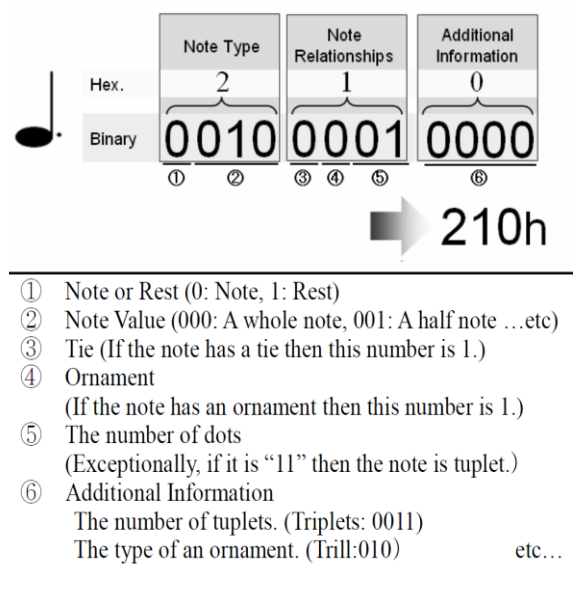 Note Type Note Relationships Additional Information
Hex. 2 1 0
Binary 0010 0001 0000
① ② ③ ④ ⑤ ⑥
210h
① Note or Rest (0: Note, 1: Rest)
② Note Value (000: A whole note, 001: A half note …etc)
③ Tie (If the note has a tie then this number is 1.)
④ Ornament
(If the note has an ornament then this number is 1.)
⑤ The number of dots
(Exceptionally, if it is “11” then the note is tuplet.)
⑥ Additional Information
The number of tuplets. (Triplets: 0011)
The type of an ornament. (Trill:010) etc…